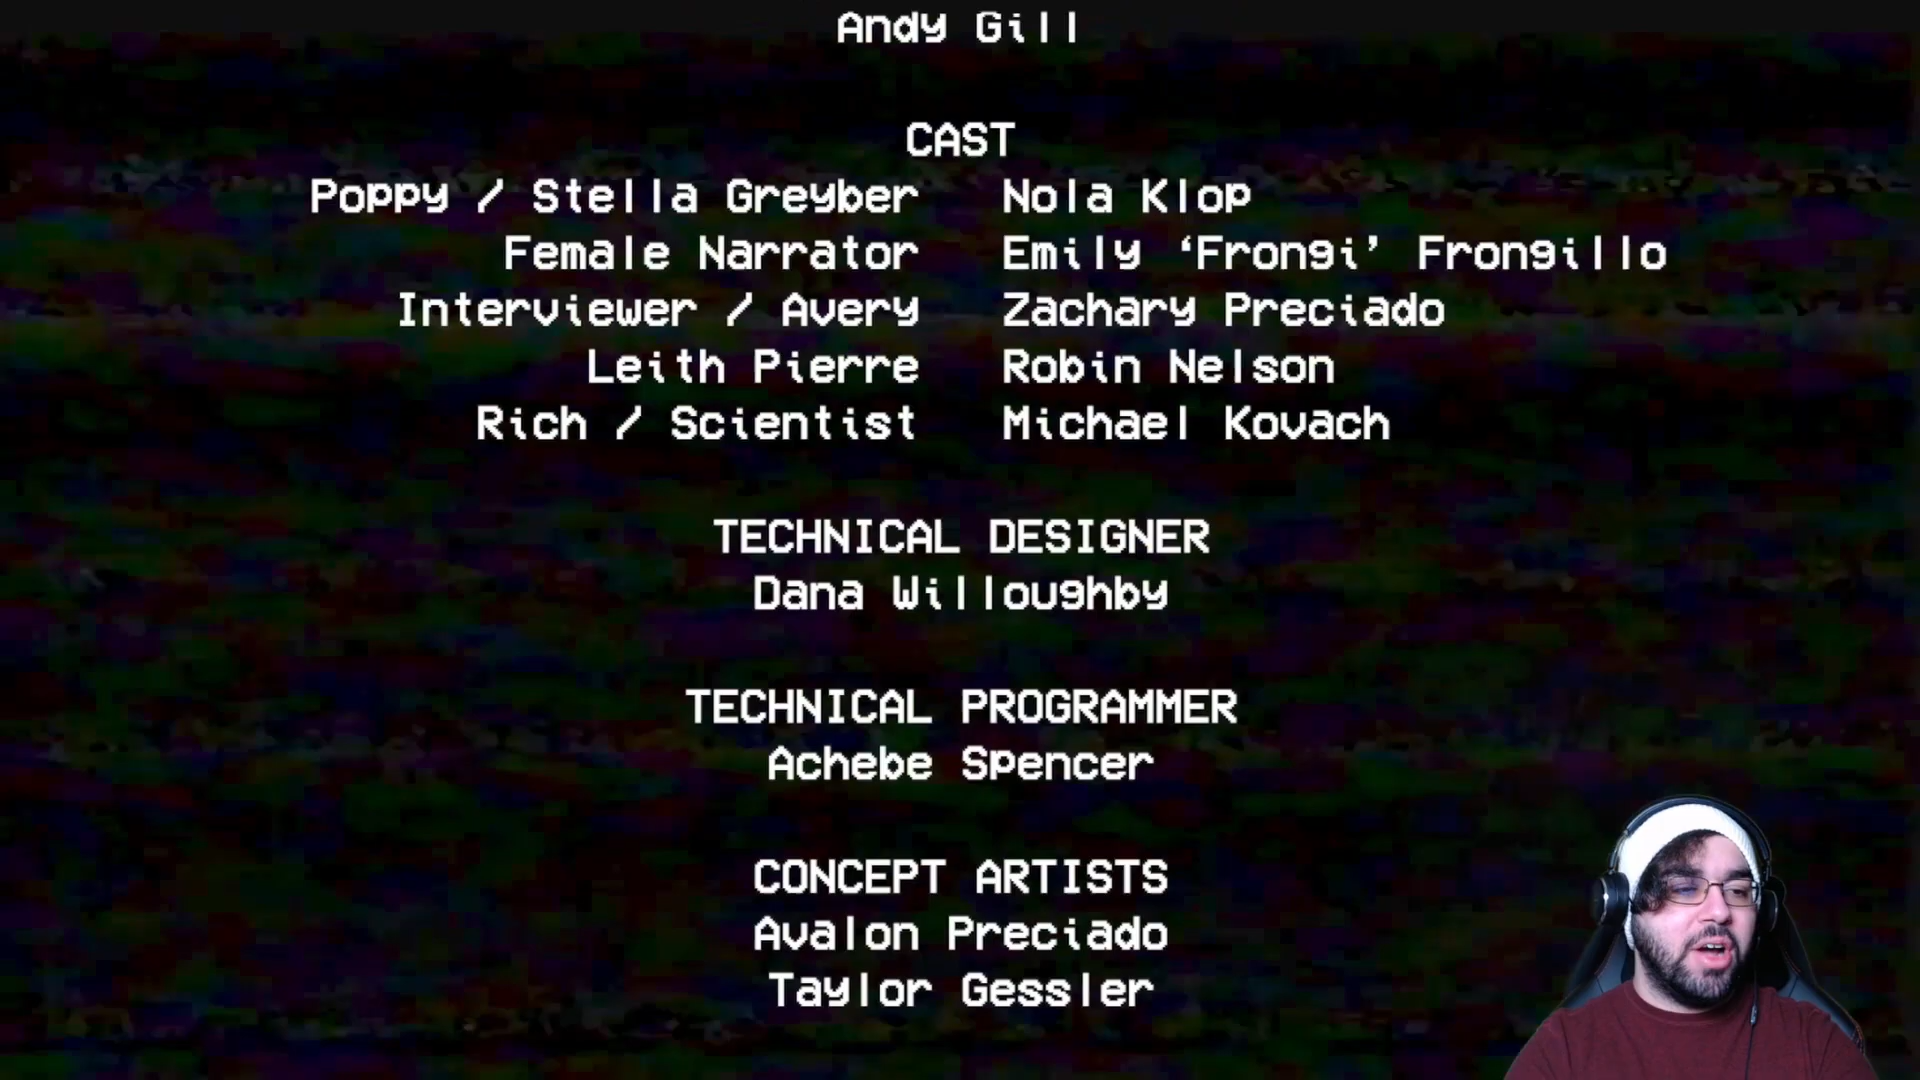 Andy Gill
CAST
Poppy / Stella Greyber Nola Klop
Female Narrator Emily ‘Frongi’ Frongillo
Interviewer / Avery Zachary Preciado
Leith Pierre Robin Nelson
Rich / Scientist Michael Kovach
TECHNICAL DESIGNER
Dana Willoughby
TECHNICAL PROGRAMMER
Achebe Spencer
CONCEPT ARTISTS
Avalon Preciado
Taylor Gessler